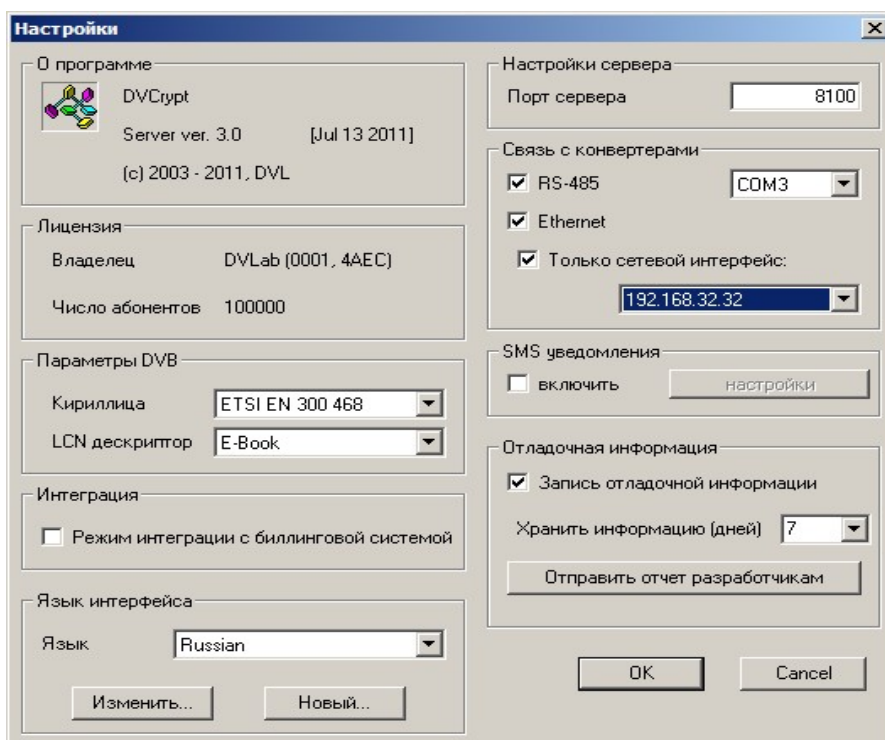 Настройки
О программе
DVCrypt
Server ver. 3.0 [Jul 13 2011]
(c) 2003 - 2011, DVL
Лицензия
Владелец DVLab (0001, 4AEC)
Число абонентов 100000
Параметры DVB
Кириллица ETSI EN 300 468
LCN дескриптор E-Book
Интеграция
Режим интеграции с биллинговой системой
Язык интерфейса
Язык Russian
Изменить... Новый...
Настройки сервера
Порт сервера 8100
Связь с конвертерами
RS-485 COM3
Ethernet
Только сетевой интерфейс:
192.168.32.32
SMS уведомления
включить настройки
Отладочная информация
Запись отладочной информации
Хранить информацию (дней) 7
Отправить отчет разработчикам
OK Cancel